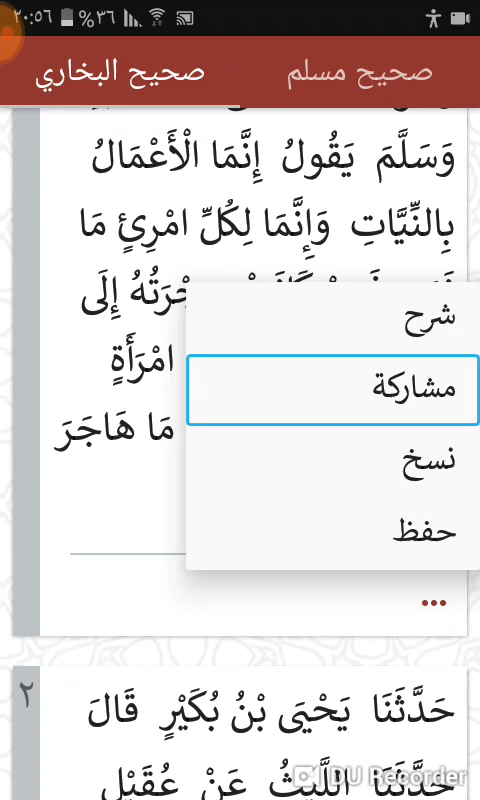 ٢٠:٥٦ ٣٦%
صحيح مسلم
صحيح البخاري
وَسَلَّمَ يَقُولُ إِنَّمَا الْأَعْمَالُ
بِالنِّيَّاتِ وَإِنَّمَا لِكُلِّ امْرِئٍ مَا
إِلَى
امْرَأَةٍ
مَا هَاجَرَ
شرح
مشاركة
نسخ
حفظ
٢
حَدَّثَنَا يَحْيَى بْنُ بُكَيْرٍ قَالَ
حَدَّثَنَا اللَّيْثُ عَنْ عُقَيْلٍ
DU Recorder